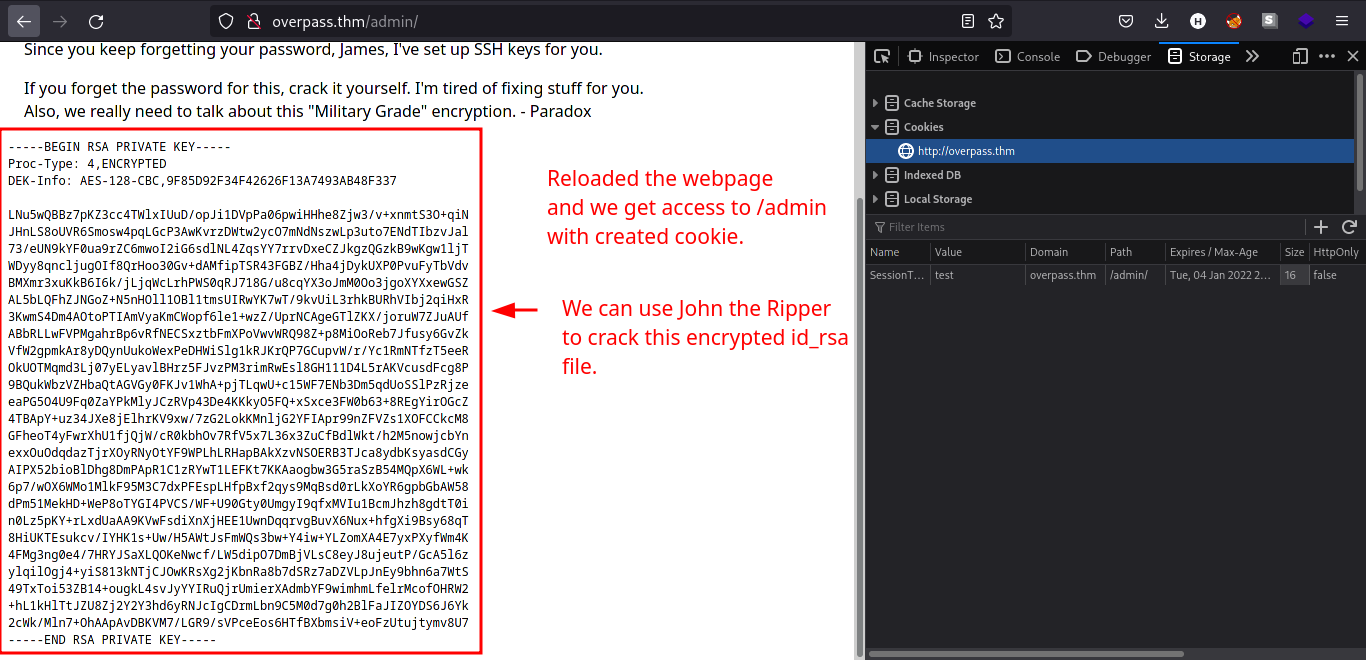 overpass.thm/admin/
Since you keep forgetting your password, James, I've set up SSH keys for you.
If you forget the password for this, crack it yourself. I'm tired of fixing stuff for you.
Also, we really need to talk about this "Military Grade" encryption. - Paradox
-----BEGIN RSA PRIVATE KEY-----
Proc-Type: 4,ENCRYPTED
DEK-Info: AES-128-CBC,9F85D92F34F42626F13A7493AB48F337

LNu5wQBBz7pKZ3cc4TWlxIUuD/opJi1DVpPa06pwiHHhe8Zjw3/v+xnmtS3O+qiN
JHnLS8oUVR6Smosw4pqLGcP3AwKvrzDWtw2ycO7mNdNszwLp3uto7ENdTIbzvJal
73/eUN9kYF0ua9rZC6mwoI2iG6sdlNL4ZqsYY7rrvDxeCZJkgzQGzkB9wKgw1ljT
WDyy8qncljugOIf8QrHoo30Gv+dAMfipTSR43FGBZ/Hha4jDykUXP0PvuFyTbVdv
BMXmr3xuKkB6I6k/jLjqWcLrhPWS0qRJ718G/u8cqYX3oJmM0Oo3jgoXYXxewGSZ
AL5bLQFhZJNGoZ+N5nHOll1OBl1tmsUIRwYK7wT/9kvUiL3rhkBURhVIbj2qiHxR
3KwmS4Dm4AOtoPTIAmVyaKmCWopf6le1+wzZ/UprNCAgeGTlZKX/joruW7ZJuAUf
ABbRLLwFVPMgahrBp6vRfNECSxztbFmXPoVwvWRQ98Z+p8MiOoReb7Jfusy6GvZk
VfW2gpmkAr8yDQynUukoWexPeDHWiSlg1kRJKrQP7GCupvW/r/Yc1RmNTfzT5eeR
OkUOTMqmd3Lj07yELyavlBHrz5FJvzPM3rimRwEsl8GH111D4L5rAKVcusdFcg8P
9BQukWbzVZHbaQtAGVGy0FKJv1WhA+pjTLqwU+c15WF7ENb3Dm5qdUoSSlPzRjze
eaPG5O4U9Fq0ZaYPkMlyJCzRVp43De4KKkyO5FQ+xSxce3FW0b63+8REgYirOGcZ
4TBApY+uz34JXe8jElhrKV9xw/7zG2LokKMnljG2YFIApr99nZFVZs1XOFCCkcM8
GFheoT4yFwrXhU1fjQjW/cR0kbhOv7RfV5x7L36x3ZuCfBdlWkt/h2M5nowjcbYn
exxOuOdqdazTjrXOyRNyOtYF9WPLhLRHapBAkXzvNSOERB3TJca8ydbKsyasdCGy
AIPX52bioBlDhg8DmPApR1C1zRYwT1LEFKt7KKAaogbw3G5raSzB54MQpX6WL+wk
6p7/wOX6WMo1MlkF95M3C7dxPFEspLHfpBxf2qys9MqBsd0rLkXoYR6gpbGbAW58
dPm51MekHD+WeP8oTYGI4PVCS/WF+U90Gty0UmgyI9qfxMVIu1BcmJhzh8gdtT0i
n0Lz5pKY+rLxdUaAA9KVwFsdiXnXjHEE1UwnDqqrvgBuvX6Nux+hfgXi9Bsy68qT
8HiUKTEsukcv/IYHK1s+Uw/H5AWtJsFmWQs3bw+Y4iw+YLZomXA4E7yxPXyfWm4K
4FMg3ng0e4/7HRYJSaXLQOKeNwcf/LW5dipO7DmBjVLsC8eyJ8ujeutP/GcA5l6z
ylqilOgj4+yiS813kNTjCJOwKRsXg2jKbnRa8b7dSRz7aDZVLpJnEy9bhn6a7WtS
49TxToi53ZB14+ougkL4svJyYYIRuQjrUmierXAdmbYF9wimhmLfelrMcofOHRW2
+hL1kHlTtJZU8Zj2Y2Y3hd6yRNJcIgCDrmLbn9C5M0d7g0h2BlFaJIZOYDS6J6Yk
2cWk/Mln7+OhAApAvDBKVM7/LGR9/sVPceEos6HTfBXbmsiV+eoFzUtujtymv8U7
-----END RSA PRIVATE KEY-----
Reloaded the webpage
and we get access to /admin
with created cookie.
We can use John the Ripper
to crack this encrypted id_rsa
file.
Inspector Console Debugger Storage
Cache Storage
Cookies
http://overpass.thm
Indexed DB
Local Storage
Filter Items
Name Value Domain Path Expires / Max-Age Size HttpOnly
SessionT... test overpass.thm /admin/ Tue, 04 Jan 2022 2... 16 false